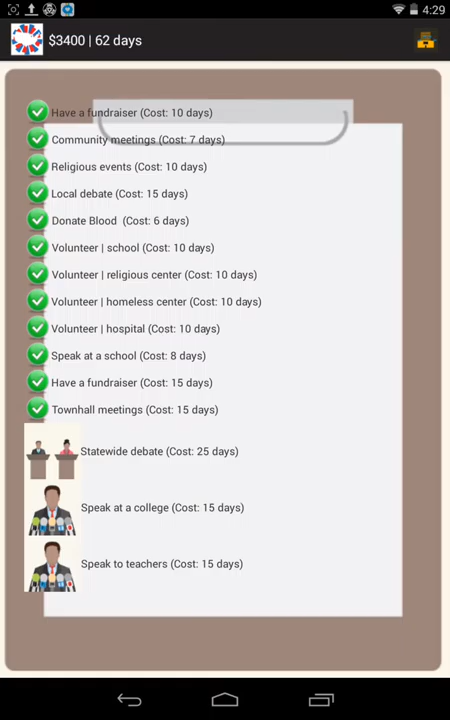 4:29
$3400 | 62 days
Have a fundraiser (Cost: 10 days)
Community meetings (Cost: 7 days)
Religious events (Cost: 10 days)
Local debate (Cost: 15 days)
Donate Blood (Cost: 6 days)
Volunteer | school (Cost: 10 days)
Volunteer | religious center (Cost: 10 days)
Volunteer | homeless center (Cost: 10 days)
Volunteer | hospital (Cost: 10 days)
Speak at a school (Cost: 8 days)
Have a fundraiser (Cost: 15 days)
Townhall meetings (Cost: 15 days)
Statewide debate (Cost: 25 days)
Speak at a college (Cost: 15 days)
Speak to teachers (Cost: 15 days)